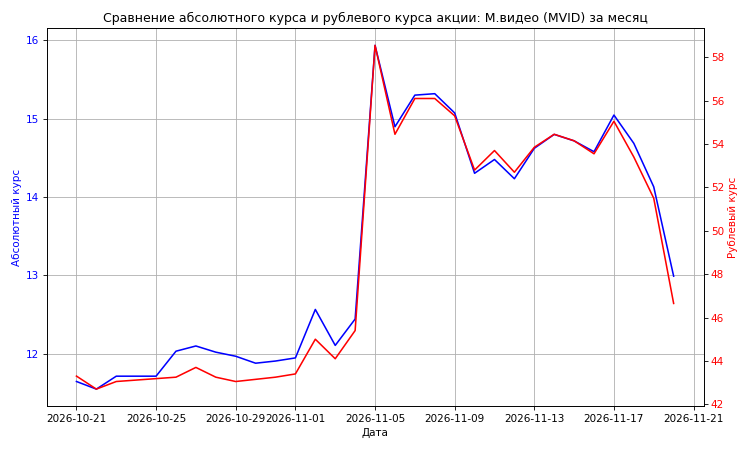 Сравнение абсолютного курса и рублевого курса акции: М.видео (MVID) за месяц
16
15
14
13
12
Абсолютный курс
58
56
54
52
50
48
46
44
42
Рублевый курс
2026-10-21 2026-10-25 2026-10-29 2026-11-01 2026-11-05 2026-11-09 2026-11-13 2026-11-17 2026-11-21
Дата